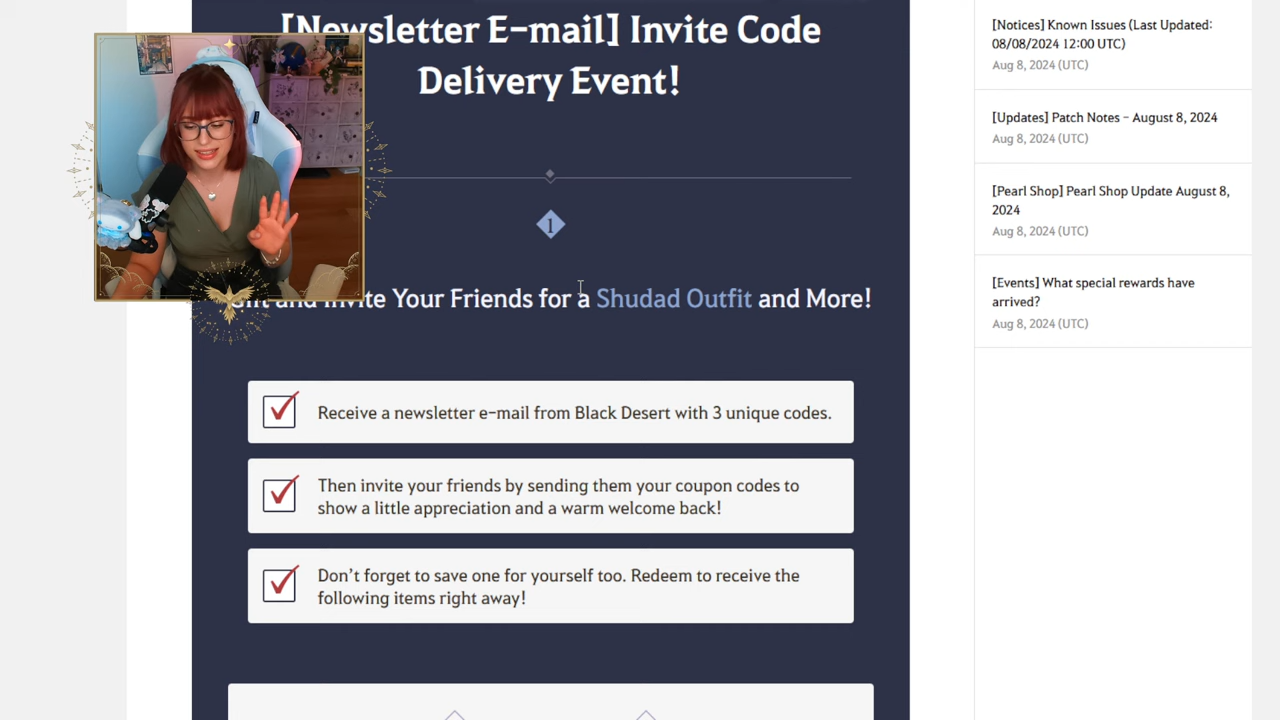 [Newsletter E-mail] Invite Code
Delivery Event!
1
and Invite Your Friends for a Shudad Outfit and More!
Receive a newsletter e-mail from Black Desert with 3 unique codes.
Then invite your friends by sending them your coupon codes to
show a little appreciation and a warm welcome back!
Don't forget to save one for yourself too. Redeem to receive the
following items right away!
[Notices] Known Issues (Last Updated:
08/08/2024 12:00 UTC)
Aug 8, 2024 (UTC)
[Updates] Patch Notes - August 8, 2024
Aug 8, 2024 (UTC)
[Pearl Shop] Pearl Shop Update August 8,
2024
Aug 8, 2024 (UTC)
[Events] What special rewards have
arrived?
Aug 8, 2024 (UTC)